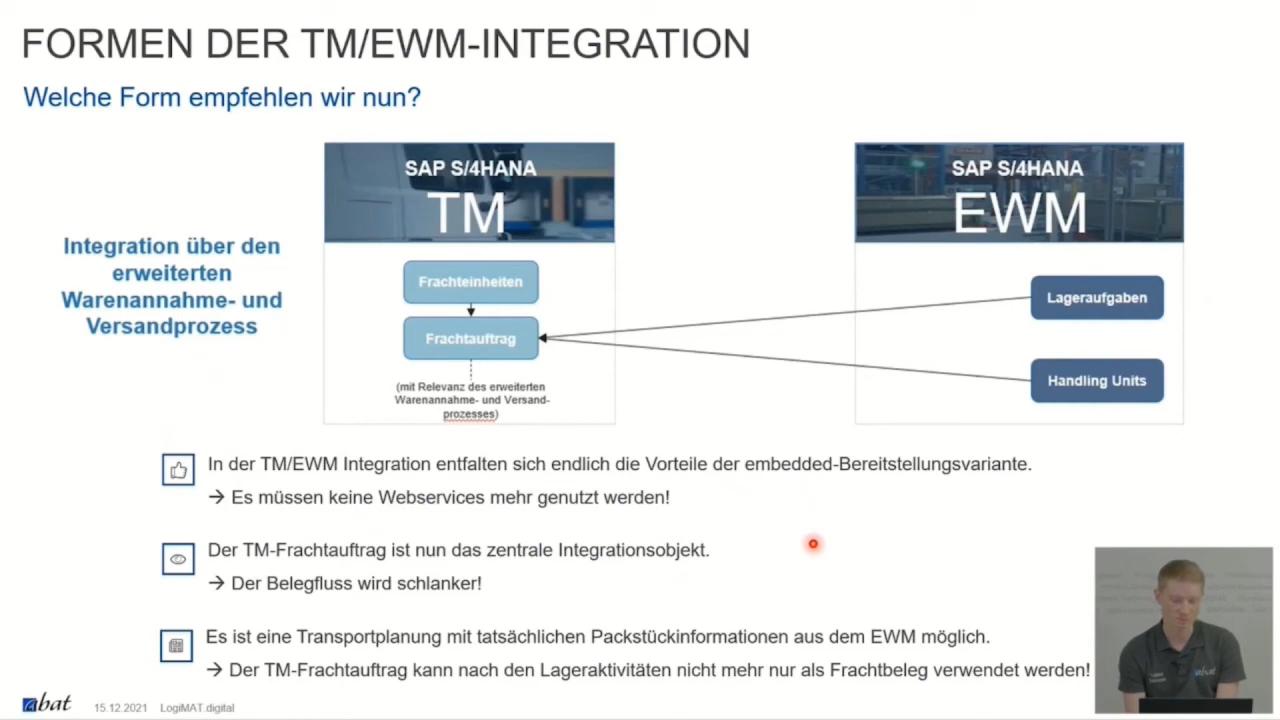 FORMEN DER TM/EWM-INTEGRATION
Welche Form empfehlen wir nun?
Integration über den
erweiterten
Warenannahme- und
Versandprozess
SAP S/4HANA
TM
Frachteinheiten
Frachtauftrag
(mit Relevanz des erweiterten
Warenannahme- und Versand-
prozesses)
SAP S/4HANA
EWM
Lageraufgaben
Handling Units
In der TM/EWM Integration entfalten sich endlich die Vorteile der embedded-Bereitstellungsvariante.
→ Es müssen keine Webservices mehr genutzt werden!
Der TM-Frachtauftrag ist nun das zentrale Integrationsobjekt.
→ Der Belegfluss wird schlanker!
Es ist eine Transportplanung mit tatsächlichen Packstückinformationen aus dem EWM möglich.
→ Der TM-Frachtauftrag kann nach den Lageraktivitäten nicht mehr nur als Frachtbeleg verwendet werden!
abat
15.12.2021 LogiMAT.digital
abat